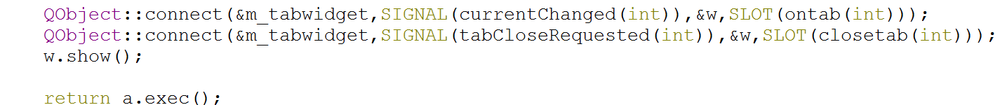 QObject::connect(&m_tabwidget,SIGNAL(currentChanged(int)),&w,SLOT(ontab(int)));
QObject::connect(&m_tabwidget,SIGNAL(tabCloseRequested(int)),&w,SLOT(closetab(int)));
w.show();
return a.exec();